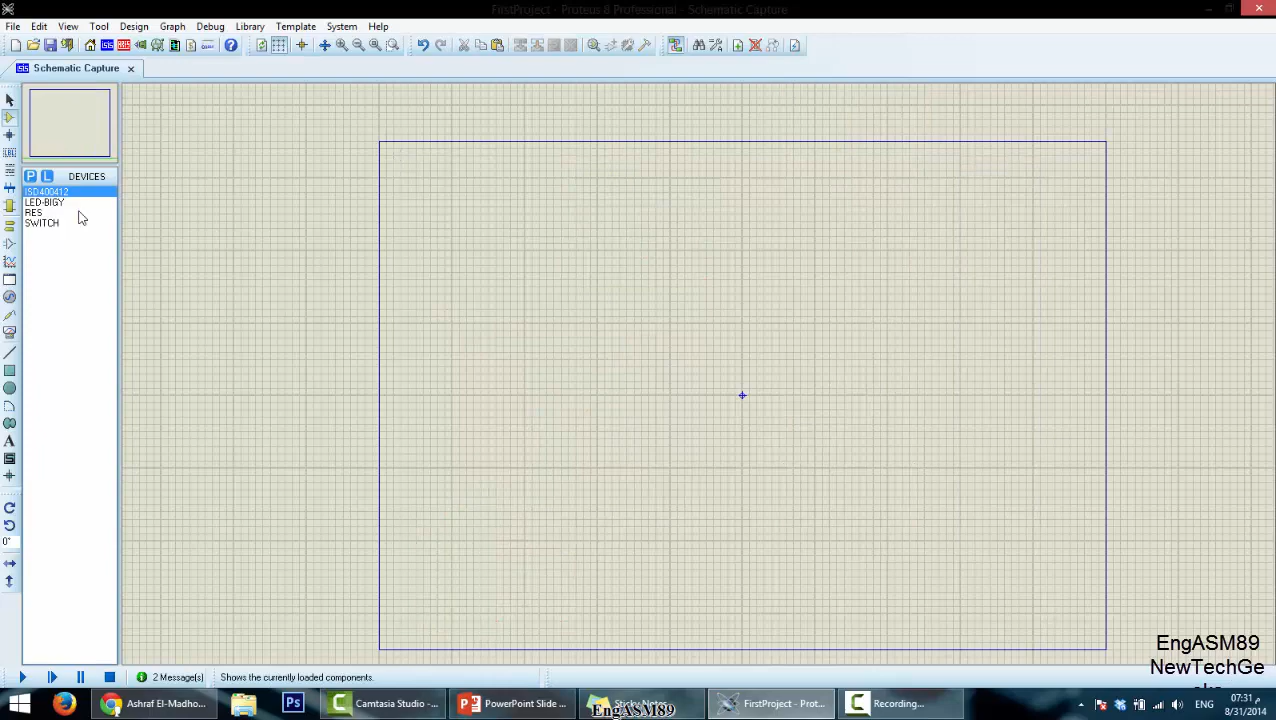 FirstProject - Proteus 8 Professional - Schematic Capture
File Edit View Tool Design Graph Debug Library Template System Help
Schematic Capture
P L DEVICES
ISD400412
LED-BIGY
RES
SWITCH
0°
EngASM89
NewTechGe
2 Message(s) Shows the currently loaded components.
Ashraf El-Madho...
Camtasia Studio -...
PowerPoint Slide ...
EngASM89
FirstProject - Prot...
Recording...
ENG
07:31 م
8/31/2014